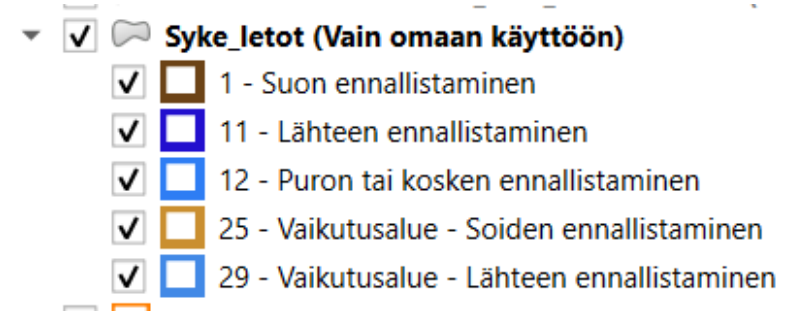 Syke_letot (Vain omaan käyttöön)
1 - Suon ennallistaminen
11 - Lähteen ennallistaminen
12 - Puron tai kosken ennallistaminen
25 - Vaikutusalue - Soiden ennallistaminen
29 - Vaikutusalue - Lähteen ennallistaminen